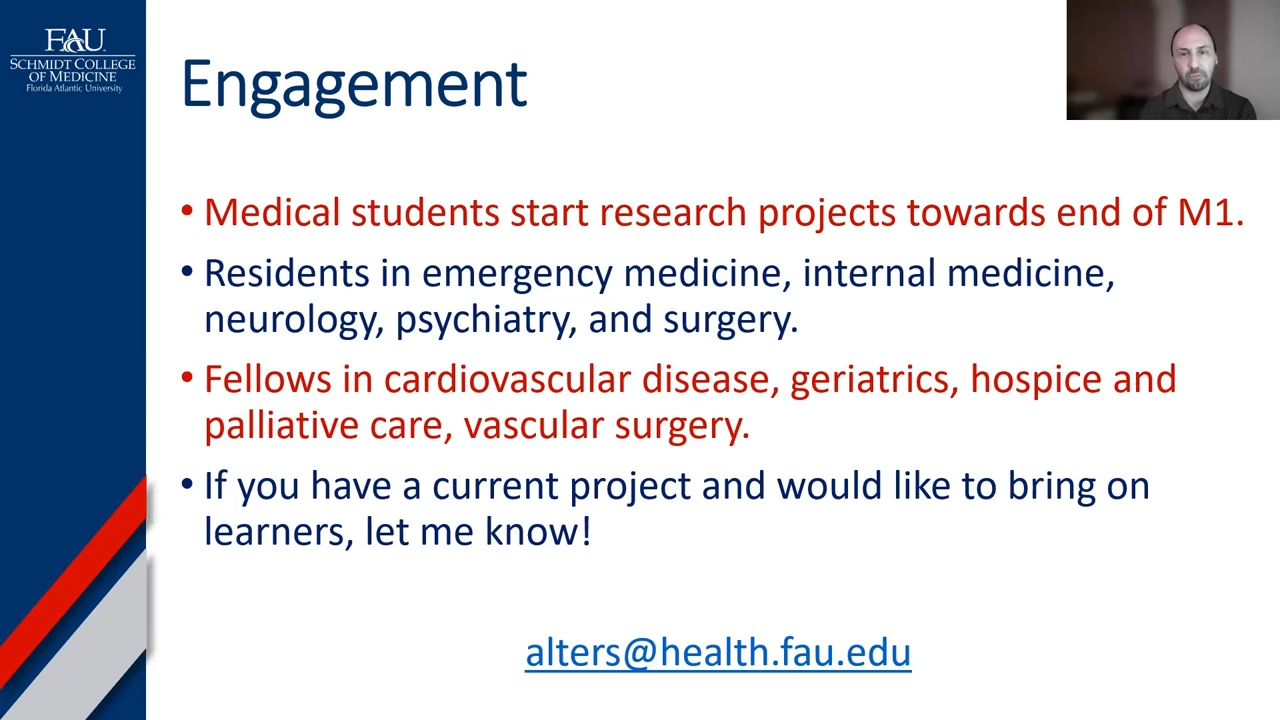 FAU
SCHMIDT COLLEGE
OF MEDICINE
Florida Atlantic University
Engagement
• Medical students start research projects towards end of M1.
• Residents in emergency medicine, internal medicine,
neurology, psychiatry, and surgery.
• Fellows in cardiovascular disease, geriatrics, hospice and
palliative care, vascular surgery.
• If you have a current project and would like to bring on
learners, let me know!
alters@health.fau.edu